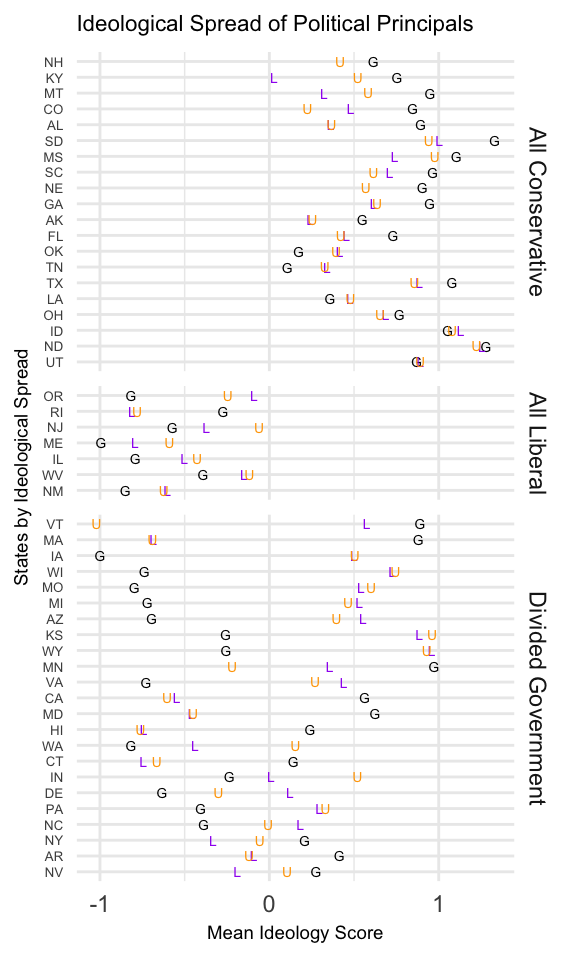 Ideological Spread of Political Principals
States by Ideological Spread
All Conservative
NH U G
KY L U G
MT L U G
CO U L G
AL L U G
SD U L G
MS L U G
SC U L G
NE U G
GA L U G
AK L U G
FL U L G
OK G U L
TN G U L
TX U L G
LA G L U
OH U L G
ID G U L
ND U L G
UT G L U
All Liberal
OR G U L
RI L U G
NJ G L U
ME G L U
IL G L U
WV G L U
NM G U L
Divided Government
VT U L G
MA U L G
IA G L U
WI G L U
MO G L U
MI G U L
AZ G U L
KS G L U
WY G U L
MN U L G
VA G U L
CA U L G
MD L U G
HI U L G
WA G L U
CT L U G
IN G L U
DE G U L
PA G L U
NC G U L
NY L U G
AR U L G
NV L U G
-1 0 1
Mean Ideology Score